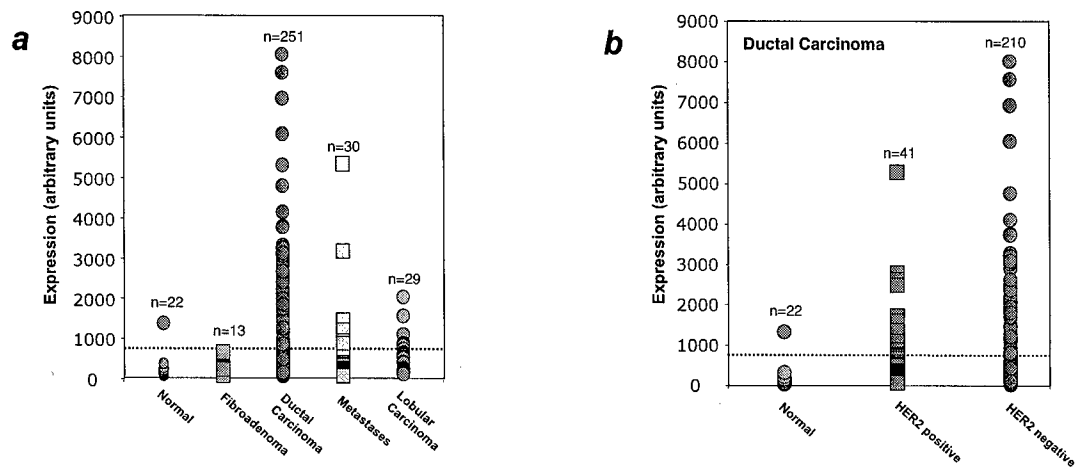 a
Expression (arbitrary units)
9000
8000
7000
6000
5000
4000
3000
2000
1000
0
n=22
n=13
n=251
n=30
n=29
Normal
Fibroadenoma
Ductal
Carcinoma
Metastases
Lobular
Carcinoma
b
Ductal Carcinoma
Expression (arbitrary units)
9000
8000
7000
6000
5000
4000
3000
2000
1000
0
n=22
n=41
n=210
Normal
HER2 positive
HER2 negative